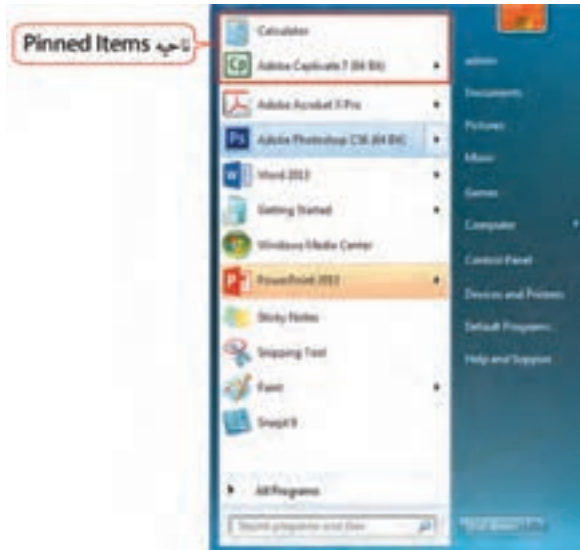 ناحیه Pinned Items
Calculator
Adobe Captivate 7 (64 Bit)
Adobe Acrobat X Pro
Adobe Photoshop CS6 (64 Bit)
Word 2013
Getting Started
Windows Media Center
PowerPoint 2013
Sticky Notes
Snipping Tool
Paint
SnagIt 9
All Programs
Search programs and files
admin
Documents
Pictures
Music
Games
Computer
Control Panel
Devices and Printers
Default Programs
Help and Support